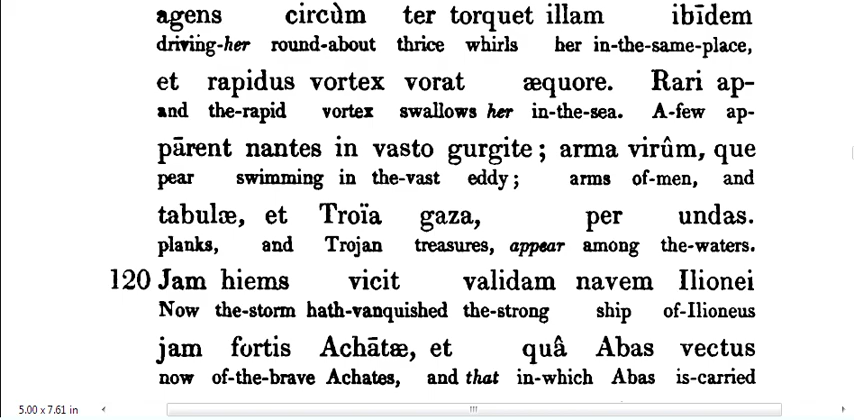 agens circùm ter torquet illam ibīdem
driving-her round-about thrice whirls her in-the-same-place,
et rapidus vortex vorat æquore. Rari ap-
and the-rapid vortex swallows her in-the-sea. A-few ap-
pārent nantes in vasto gurgite; arma virûm, que
pear swimming in the-vast eddy; arms of-men, and
tabulæ, et Troïa gaza, per undas.
planks, and Trojan treasures, appear among the-waters.
120 Jam hiems vicit validam navem Ilionei
Now the-storm hath-vanquished the-strong ship of-Ilioneus
jam fortis Achātæ, et quâ Abas vectus
now of-the-brave Achates, and that in-which Abas is-carried
5.00 x 7.61 in